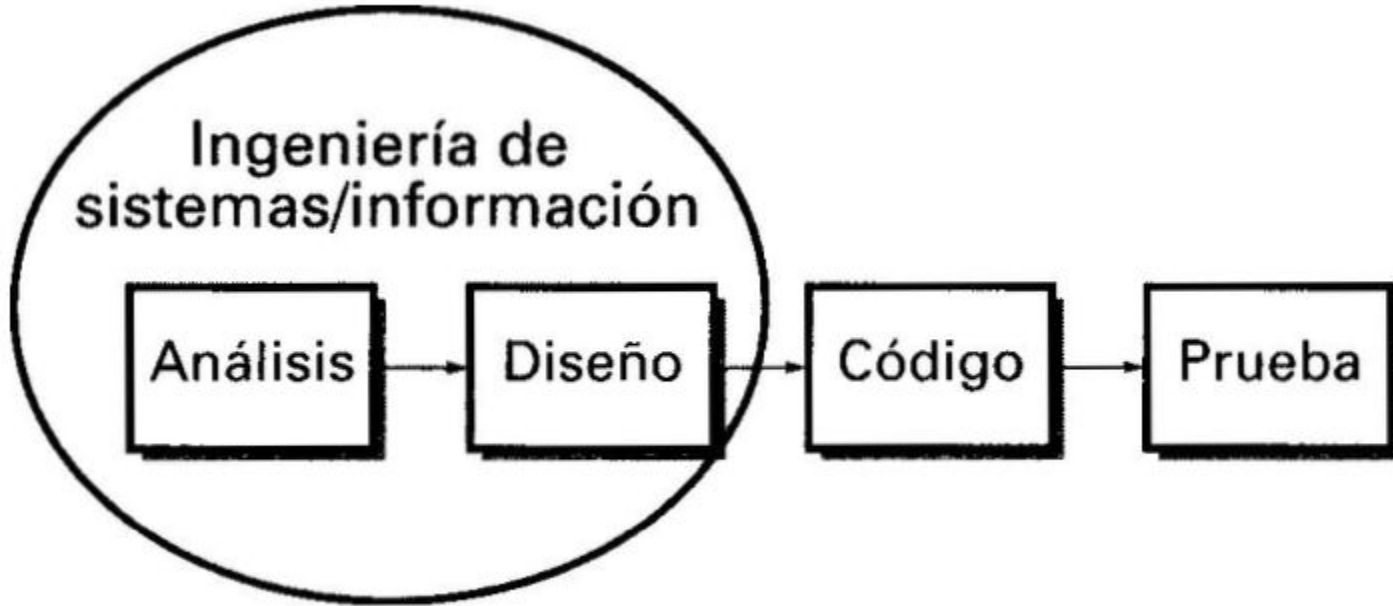 Ingeniería de
sistemas/información
Análisis
Diseño
Código
Prueba